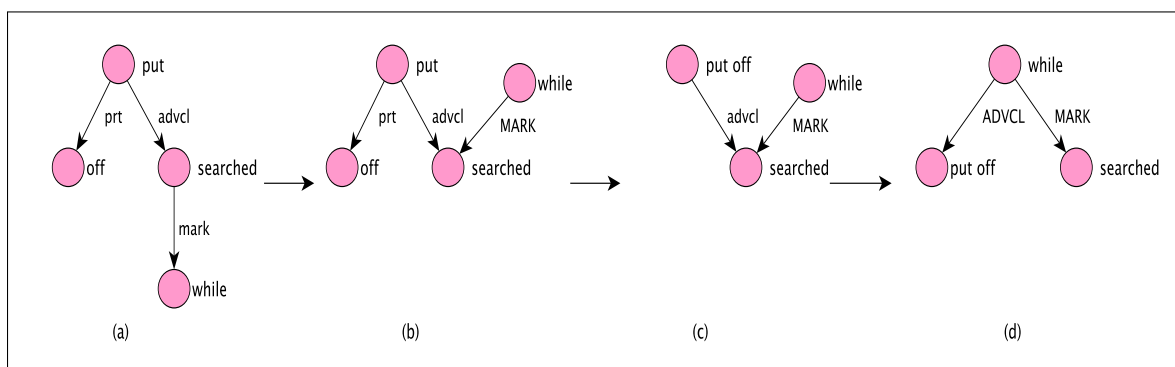 put
prt
advcl
off
searched
mark
while
(a)
put
while
prt
advcl
MARK
off
searched
(b)
put off
while
advcl
MARK
searched
(c)
while
ADVCL
MARK
put off
searched
(d)